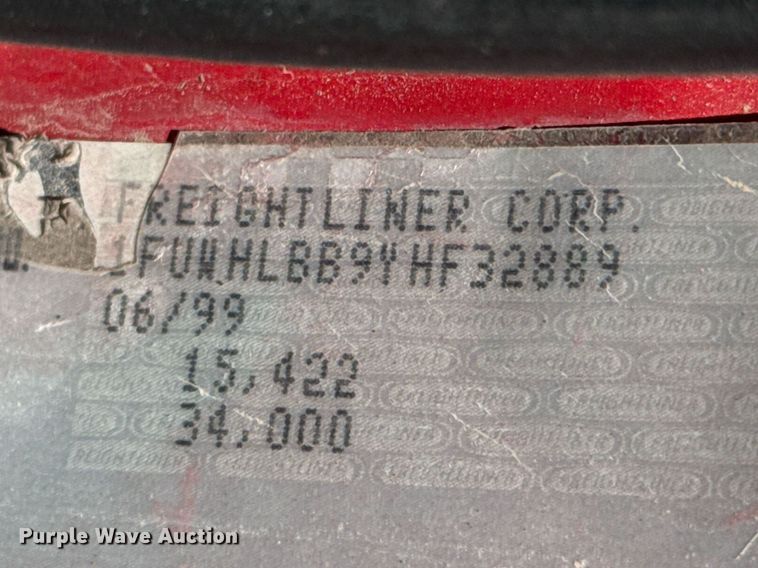 FREIGHTLINER CORP.
1FUWHLBB9YHF32889
06/99
15,422
34,000
Purple Wave Auction